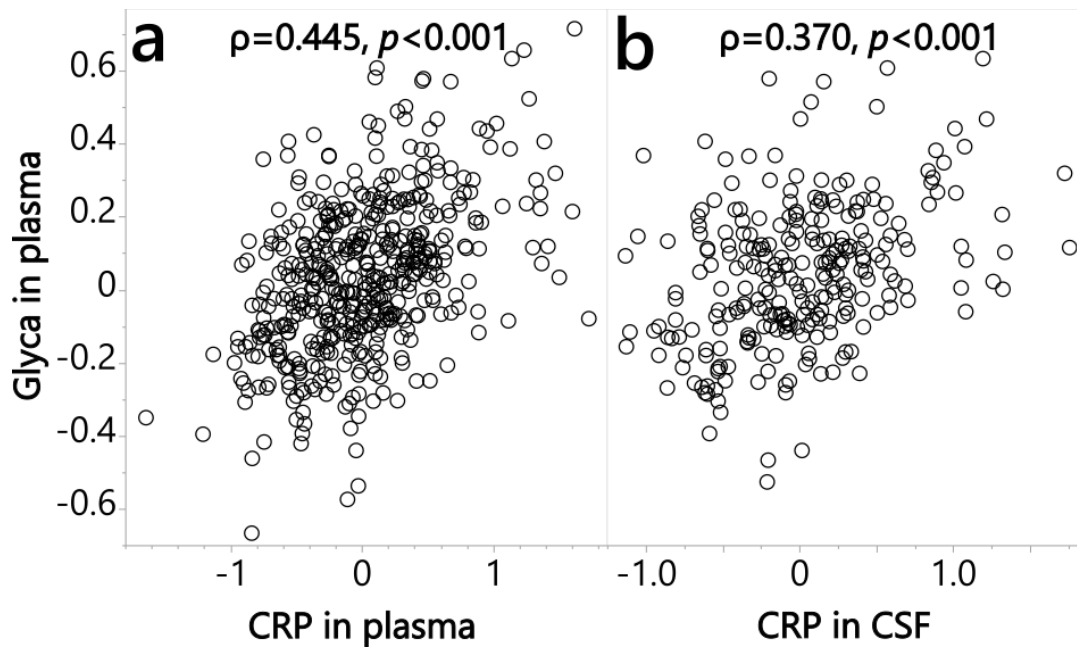 a
ρ=0.445, p<0.001
b
ρ=0.370, p<0.001
Glyca in plasma
0.6
0.4
0.2
0
-0.2
-0.4
-0.6
-1
0
1
-1.0
0
1.0
CRP in plasma
CRP in CSF